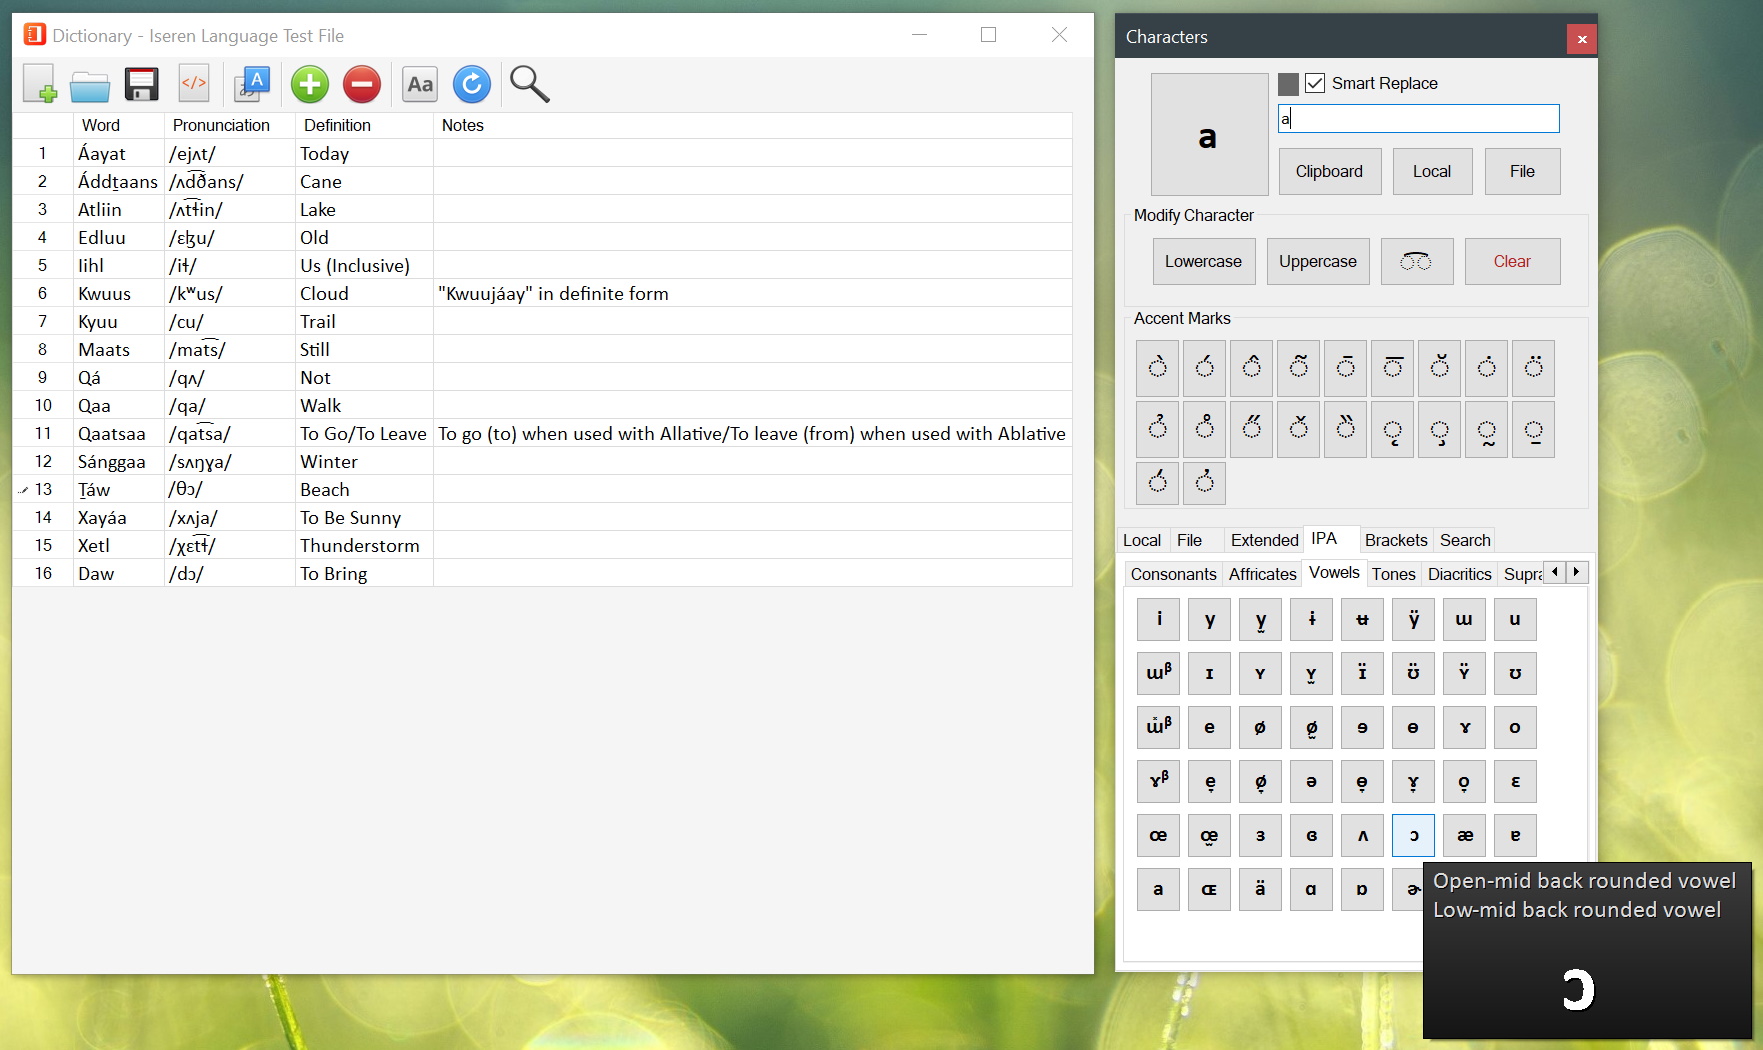 Dictionary - Iseren Language Test File
Word Pronunciation Definition Notes
1 Áayat /ejʌt/ Today
2 Áddṯaans /ʌd͡ðans/ Cane
3 Atliin /ʌt͡ɬin/ Lake
4 Edluu /ɛɮu/ Old
5 Iihl /iɬ/ Us (Inclusive)
6 Kwuus /kʷus/ Cloud "Kwuujáay" in definite form
7 Kyuu /cu/ Trail
8 Maats /mat͡s/ Still
9 Qá /qʌ/ Not
10 Qaa /qa/ Walk
11 Qaatsaa /qat͡sa/ To Go/To Leave To go (to) when used with Allative/To leave (from) when used with Ablative
12 Sánggaa /sʌŋɣa/ Winter
13 Ṯáw /θɔ/ Beach
14 Xayáa /xʌja/ To Be Sunny
15 Xetl /χɛt͡ɬ/ Thunderstorm
16 Daw /dɔ/ To Bring
Characters
a
Smart Replace
a
Clipboard Local File
Modify Character
Lowercase Uppercase ◌͡◌ Clear
Accent Marks
◌̀ ◌́ ◌̂ ◌̃ ◌̄ ◌̅ ◌̆ ◌̇ ◌̈
◌̉ ◌̊ ◌̋ ◌̌ ◌̏ ◌̨ ◌̧ ◌̰ ◌̱
Local File Extended IPA Brackets Search
Consonants Affricates Vowels Tones Diacritics
i y y̫ ɨ ʉ ÿ ɯ u
ɯᵝ ɪ ʏ ʏ̫ ɪ̈ ʊ̈ ʏ̈ ʊ
ɯ̽ᵝ e ø ø̫ ɘ ɵ ɤ o
ɤᵝ e̞ ø̞ ə ɵ̞ ɤ̞ o̞ ɛ
œ œ̫ ɜ ɞ ʌ ɔ æ ɐ
a ɶ ä ɑ ɒ ɚ
Open-mid back rounded vowel
Low-mid back rounded vowel
ɔ